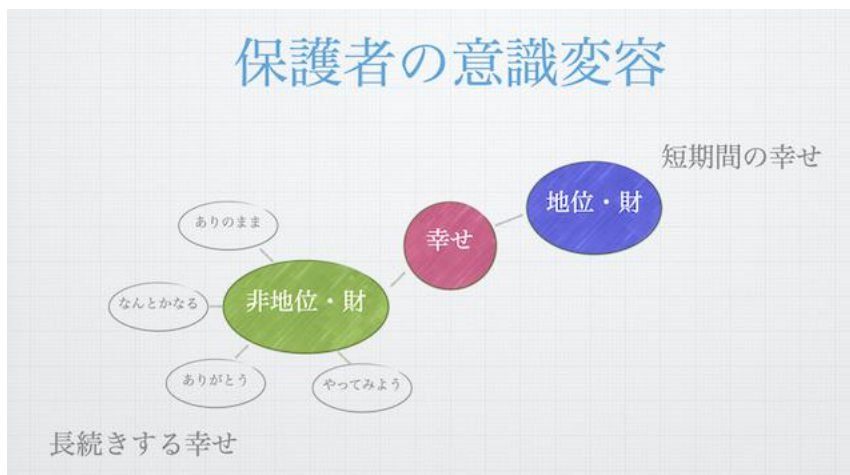 保護者の意識変容
短期間の幸せ
地位・財
幸せ
ありのまま
非地位・財
なんとかなる
ありがとう
やってみよう
長続きする幸せ